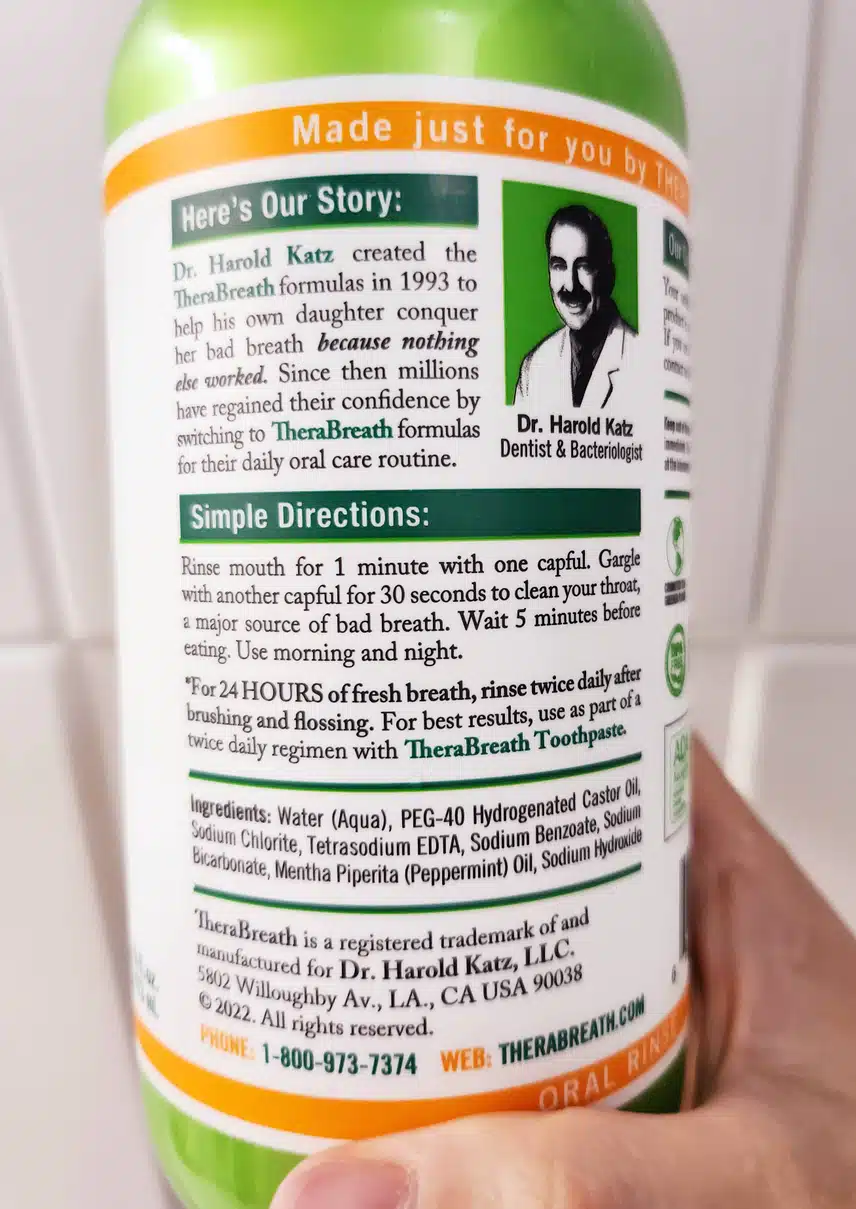 Made just for you by
Here's Our Story:
Dr. Harold Katz created the
TheraBreath formulas in 1993 to
help his own daughter conquer
her bad breath because nothing
else worked. Since then millions
have regained their confidence by
switching to TheraBreath formulas
for their daily oral care routine.
Dr. Harold Katz
Dentist & Bacteriologist
Simple Directions:
Rinse mouth for 1 minute with one capful. Gargle
with another capful for 30 seconds to clean your throat,
a major source of bad breath. Wait 5 minutes before
eating. Use morning and night.
*For 24 HOURS of fresh breath, rinse twice daily after
brushing and flossing. For best results, use as part of a
twice daily regimen with TheraBreath Toothpaste.
Ingredients: Water (Aqua), PEG-40 Hydrogenated Castor Oil,
Sodium Chlorite, Tetrasodium EDTA, Sodium Benzoate, Sodium
Bicarbonate, Mentha Piperita (Peppermint) Oil, Sodium Hydroxide
TheraBreath is a registered trademark of and
manufactured for Dr. Harold Katz, LLC.
5802 Willoughby Av., LA., CA USA 90038
© 2022. All rights reserved.
PHONE: 1-800-973-7374 WEB: THERABREATH.COM
ORAL RINSE